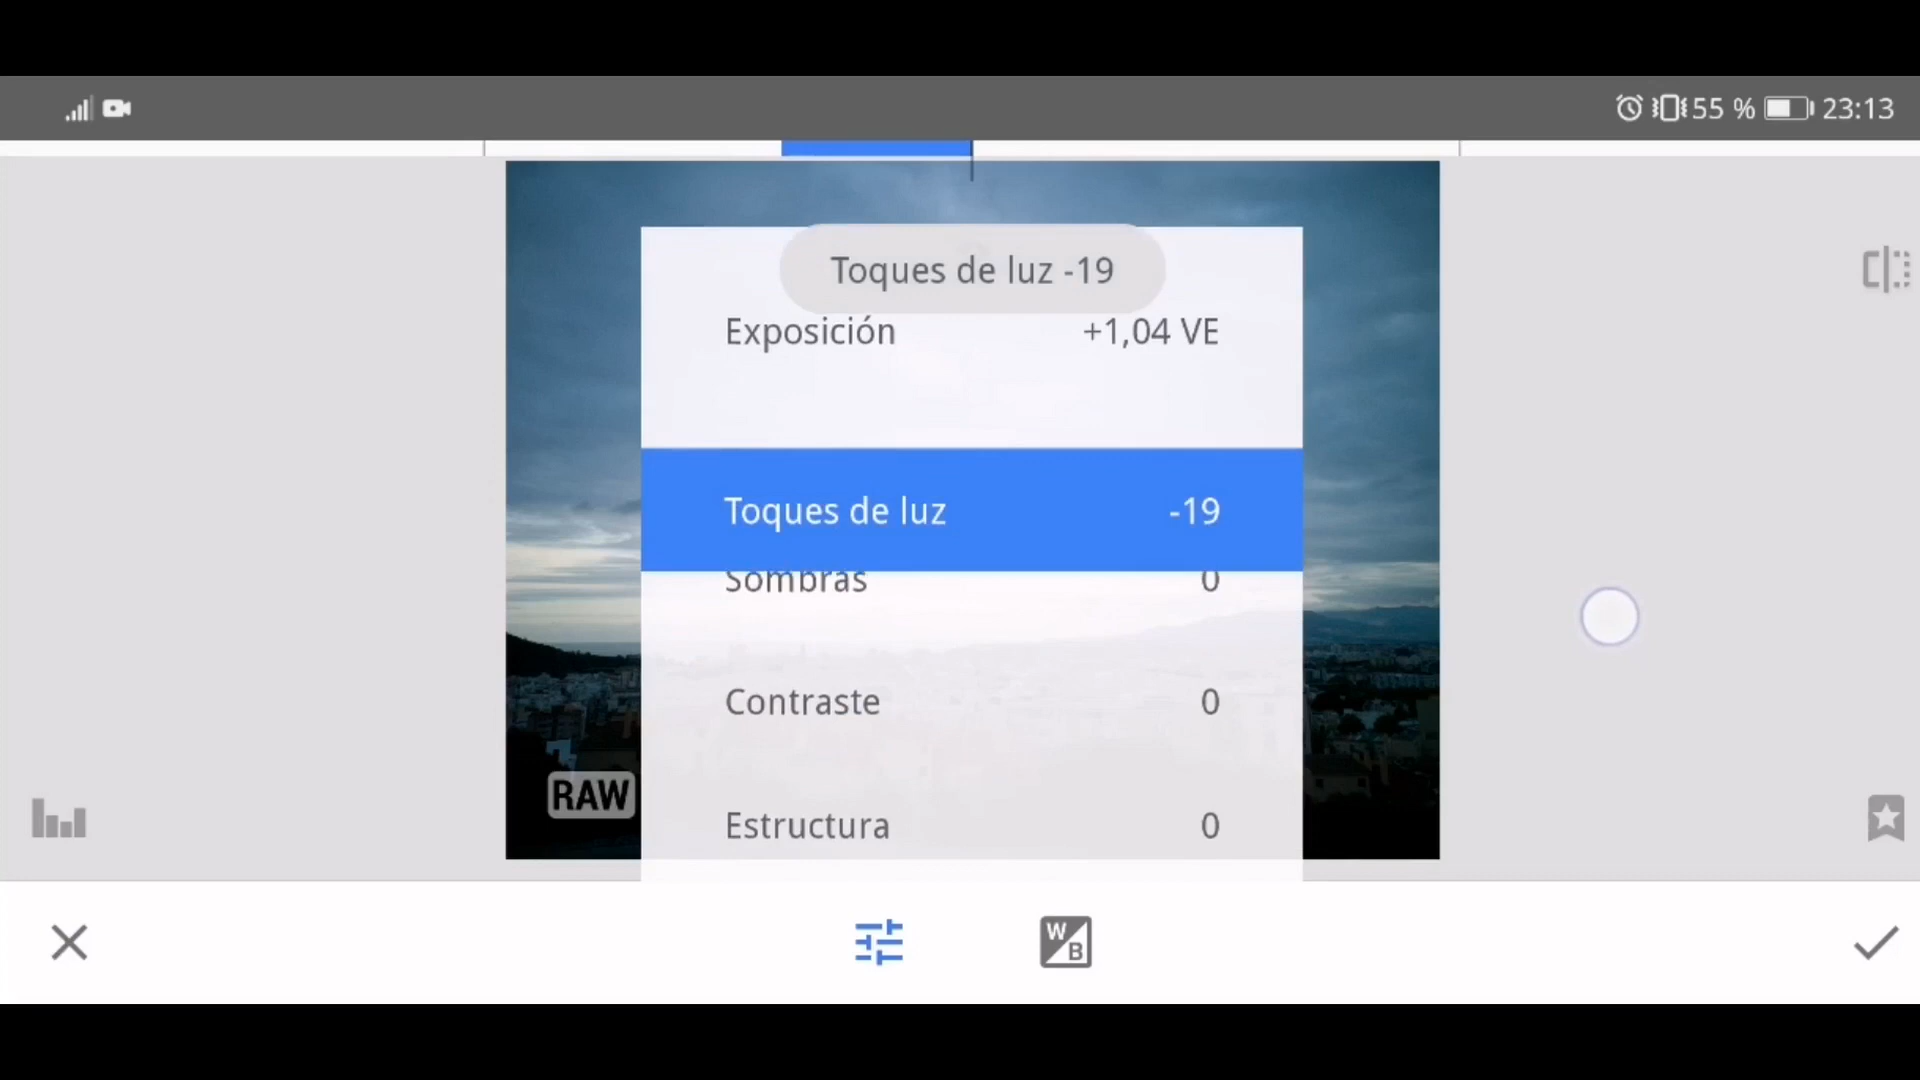 55 % 23:13
Toques de luz -19
Exposición +1,04 VE
Toques de luz -19
Sombras 0
Contraste 0
RAW
Estructura 0
W
B